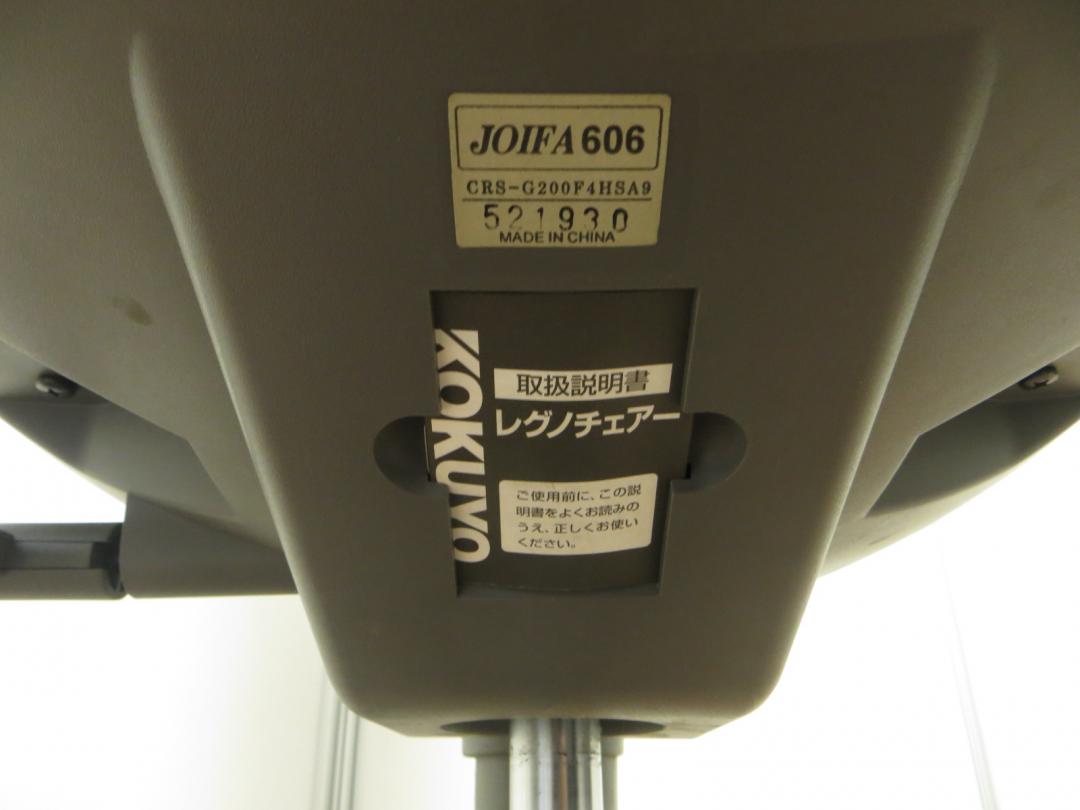 JOIFA 606
CRS-G200F4HSA9
521930
MADE IN CHINA
KOKUYO
取扱説明書
レグノチェアー
ご使用前に、この説
明書をよくお読みの
うえ、正しくお使い
ください。